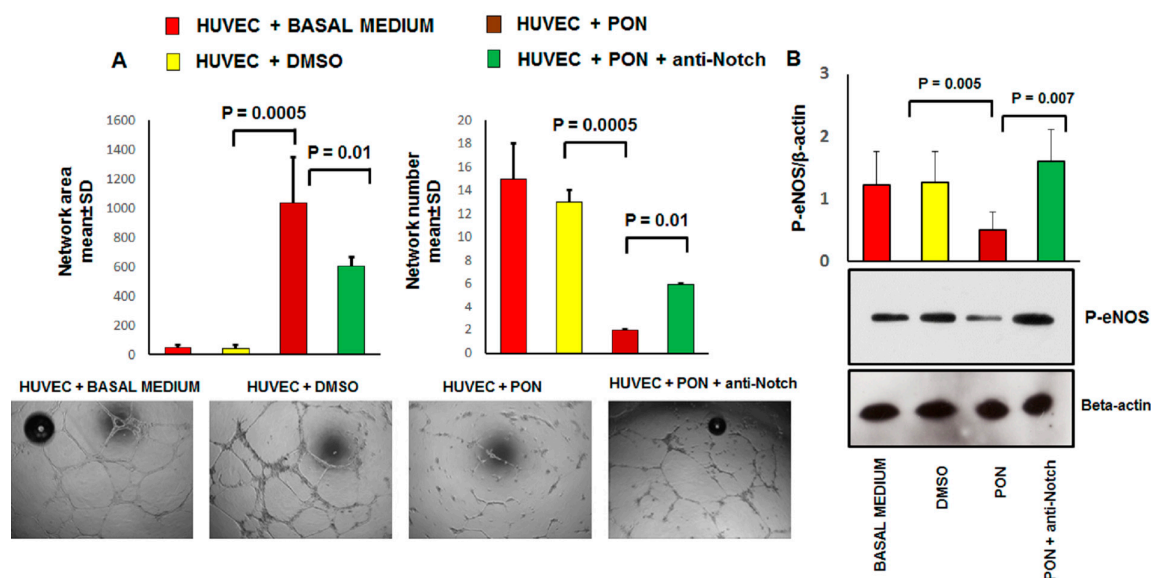 HUVEC + BASAL MEDIUM
HUVEC + PON
A
HUVEC + DMSO
HUVEC + PON + anti-Notch
B
Network area
mean±SD
1600
1400
1200
1000
800
600
400
200
0
P = 0.0005
P = 0.01
Network number
mean±SD
20
18
16
14
12
10
8
6
4
2
0
P = 0.0005
P = 0.01
P-eNOS/β-actin
3
2
1
0
P = 0.005
P = 0.007
P-eNOS
Beta-actin
HUVEC + BASAL MEDIUM
HUVEC + DMSO
HUVEC + PON
HUVEC + PON + anti-Notch
BASAL MEDIUM
DMSO
PON
PON + anti-Notch